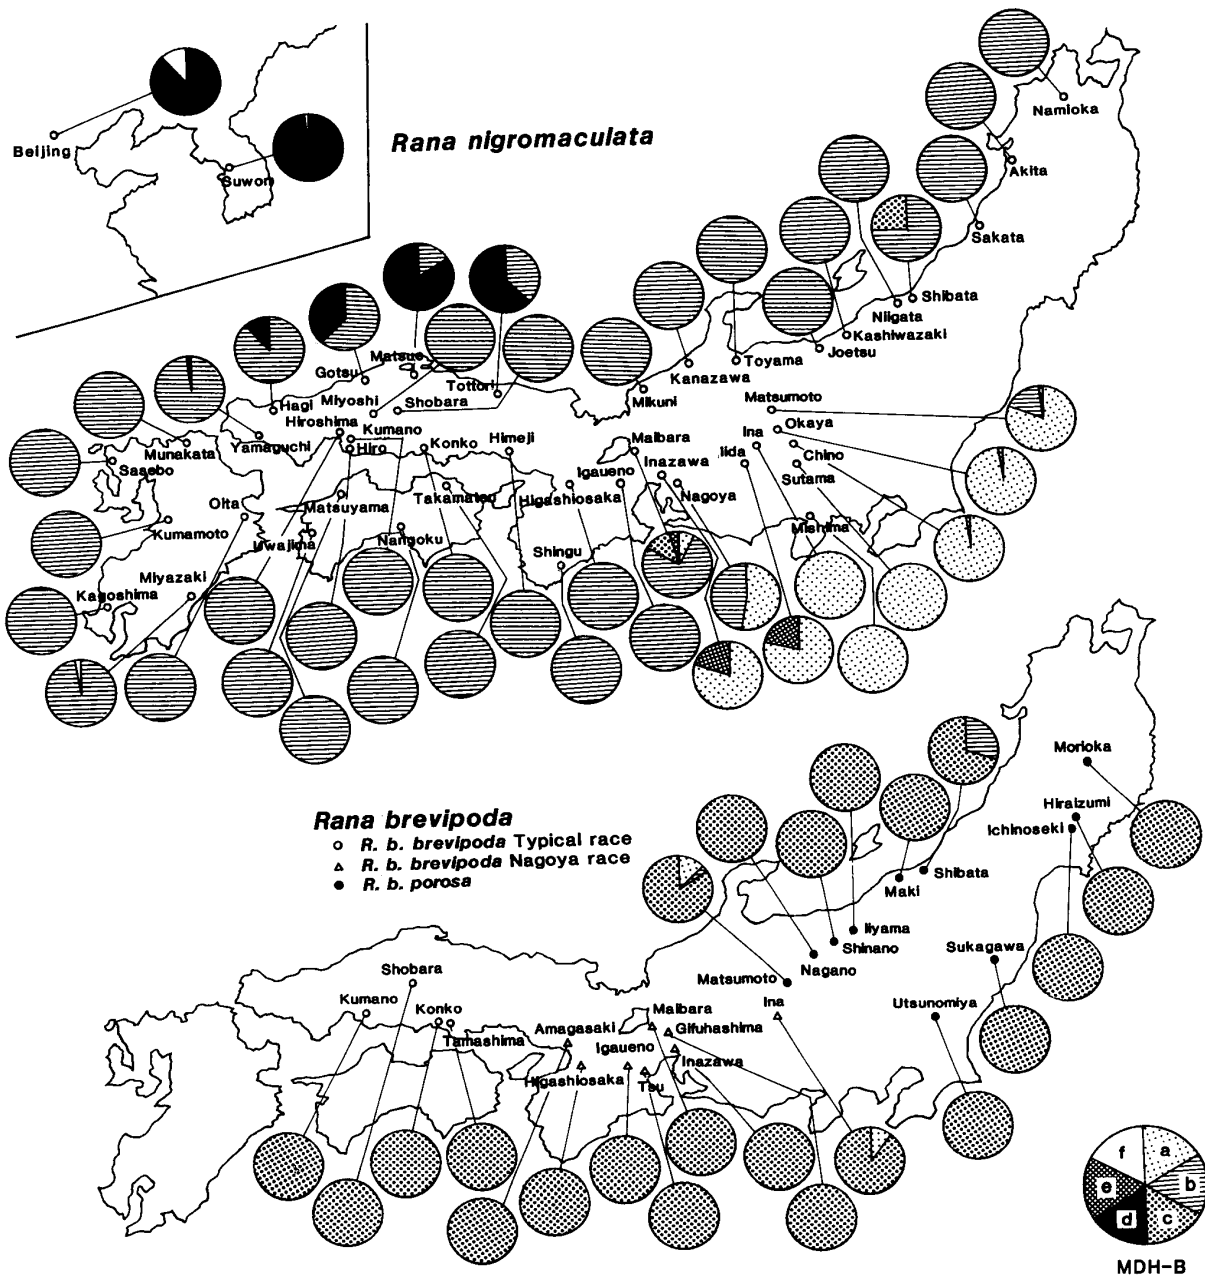 Beijing
Suwon
Rana nigromaculata
Namioka
Akita
Sakata
Shibata
Niigata
Kashiwazaki
Joetsu
Toyama
Kanazawa
Mikuni
Matsue
Gotsu
Tottori
Miyoshi
Shobara
Hagi
Hiroshima
Kumano
Yamaguchi
Hiro
Konko
Himeji
Munakata
Sasebo
Oita
Matsuyama
Takamatsu
Higashiosaka
Igaueno
Maibara
Inazawa
Nagoya
Matsumoto
Okaya
Ina
Iida
Chino
Sutama
Mishima
Kumamoto
Uwajima
Nangoku
Shingu
Miyazaki
Kagoshima
Rana brevipoda
R. b. brevipoda Typical race
R. b. brevipoda Nagoya race
R. b. porosa
Morioka
Hiraizumi
Ichinoseki
Shibata
Maki
Iiyama
Shinano
Nagano
Sukagawa
Matsumoto
Utsunomiya
Shobara
Kumano
Konko
Tamashima
Amagasaki
Maibara
Gifuhashima
Ina
Igaueno
Inazawa
Higashiosaka
Tsu
f
a
e
b
d
c
MDH-B